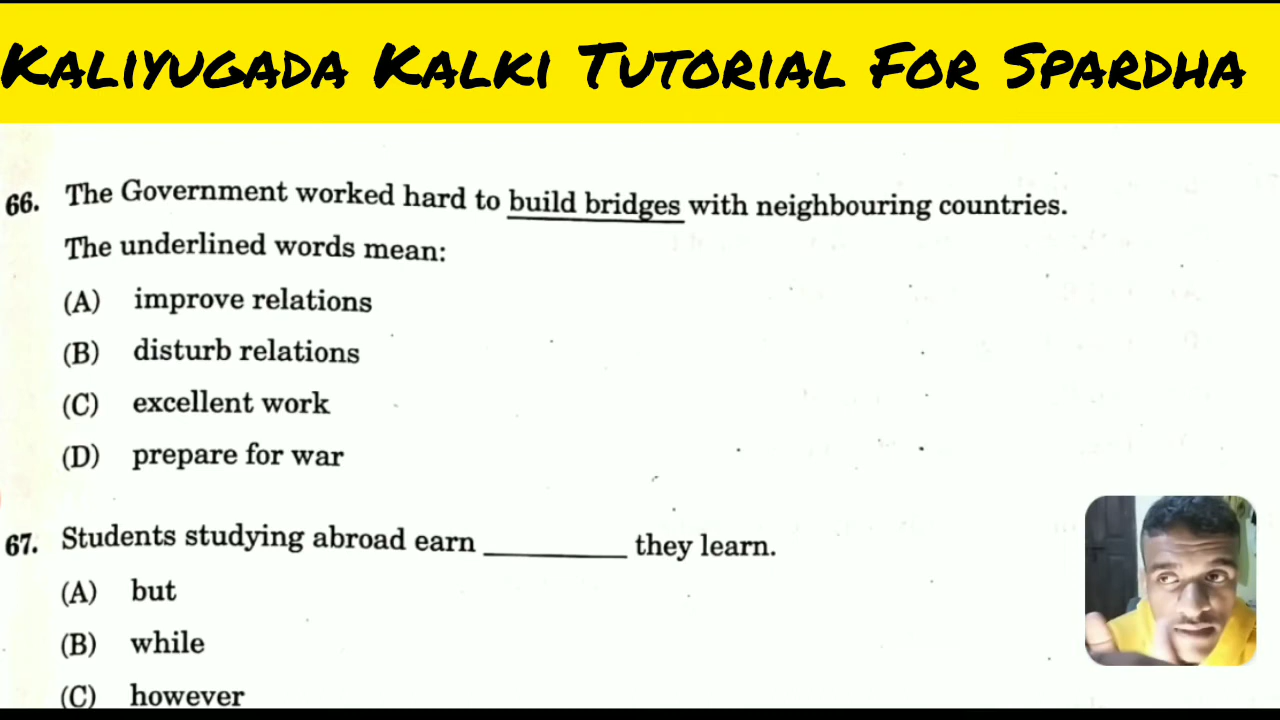 KALIYUGADA KALKI TUTORIAL FOR SPARDHA
66. The Government worked hard to build bridges with neighbouring countries.
The underlined words mean:
(A) improve relations
(B) disturb relations
(C) excellent work
(D) prepare for war
67. Students studying abroad earn __________ they learn.
(A) but
(B) while
(C) however